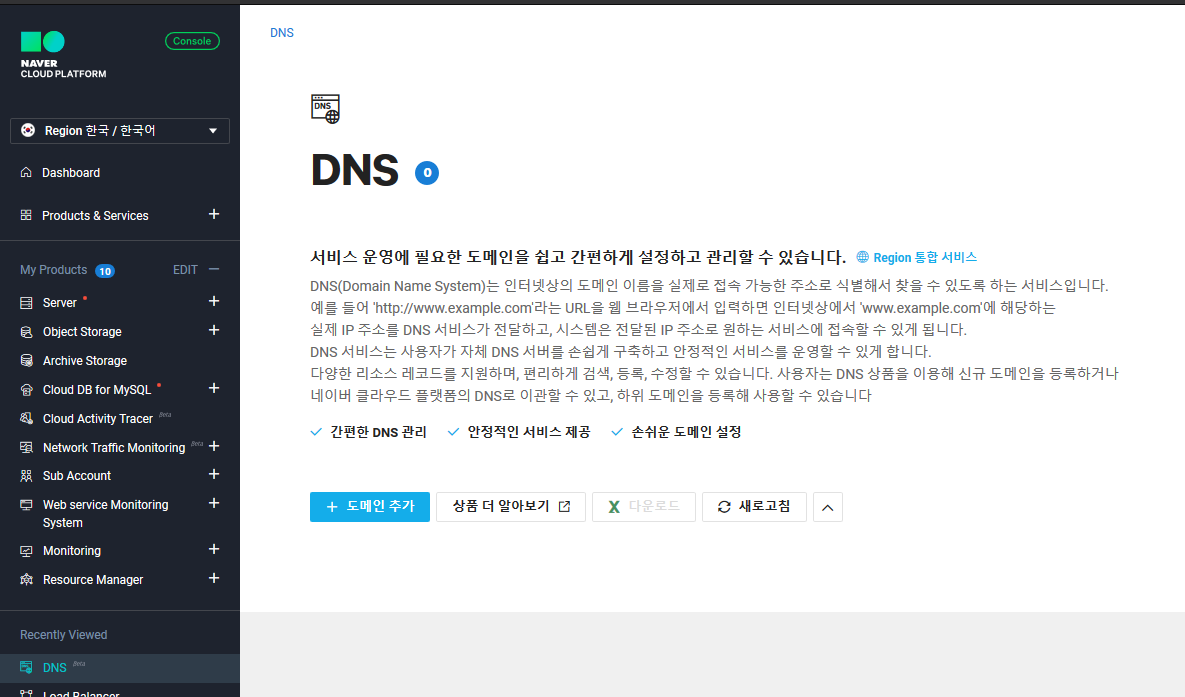 NAVER
CLOUD PLATFORM
Console
Region 한국 / 한국어
Dashboard
Products & Services
My Products 10 EDIT
Server
Object Storage
Archive Storage
Cloud DB for MySQL
Cloud Activity Tracer Beta
Network Traffic Monitoring Beta
Sub Account
Web service Monitoring
System
Monitoring
Resource Manager
Recently Viewed
DNS Beta
Load Balancer
DNS
DNS
DNS 0
서비스 운영에 필요한 도메인을 쉽고 간편하게 설정하고 관리할 수 있습니다. Region 통합 서비스
DNS(Domain Name System)는 인터넷상의 도메인 이름을 실제로 접속 가능한 주소로 식별해서 찾을 수 있도록 하는 서비스입니다.
예를 들어 'http://www.example.com'라는 URL을 웹 브라우저에서 입력하면 인터넷상에서 'www.example.com'에 해당하는
실제 IP 주소를 DNS 서비스가 전달하고, 시스템은 전달된 IP 주소로 원하는 서비스에 접속할 수 있게 됩니다.
DNS 서비스는 사용자가 자체 DNS 서버를 손쉽게 구축하고 안정적인 서비스를 운영할 수 있게 합니다.
다양한 리소스 레코드를 지원하며, 편리하게 검색, 등록, 수정할 수 있습니다. 사용자는 DNS 상품을 이용해 신규 도메인을 등록하거나
네이버 클라우드 플랫폼의 DNS로 이관할 수 있고, 하위 도메인을 등록해 사용할 수 있습니다
간편한 DNS 관리 안정적인 서비스 제공 손쉬운 도메인 설정
+ 도메인 추가 상품 더 알아보기 X 다운로드 새로고침